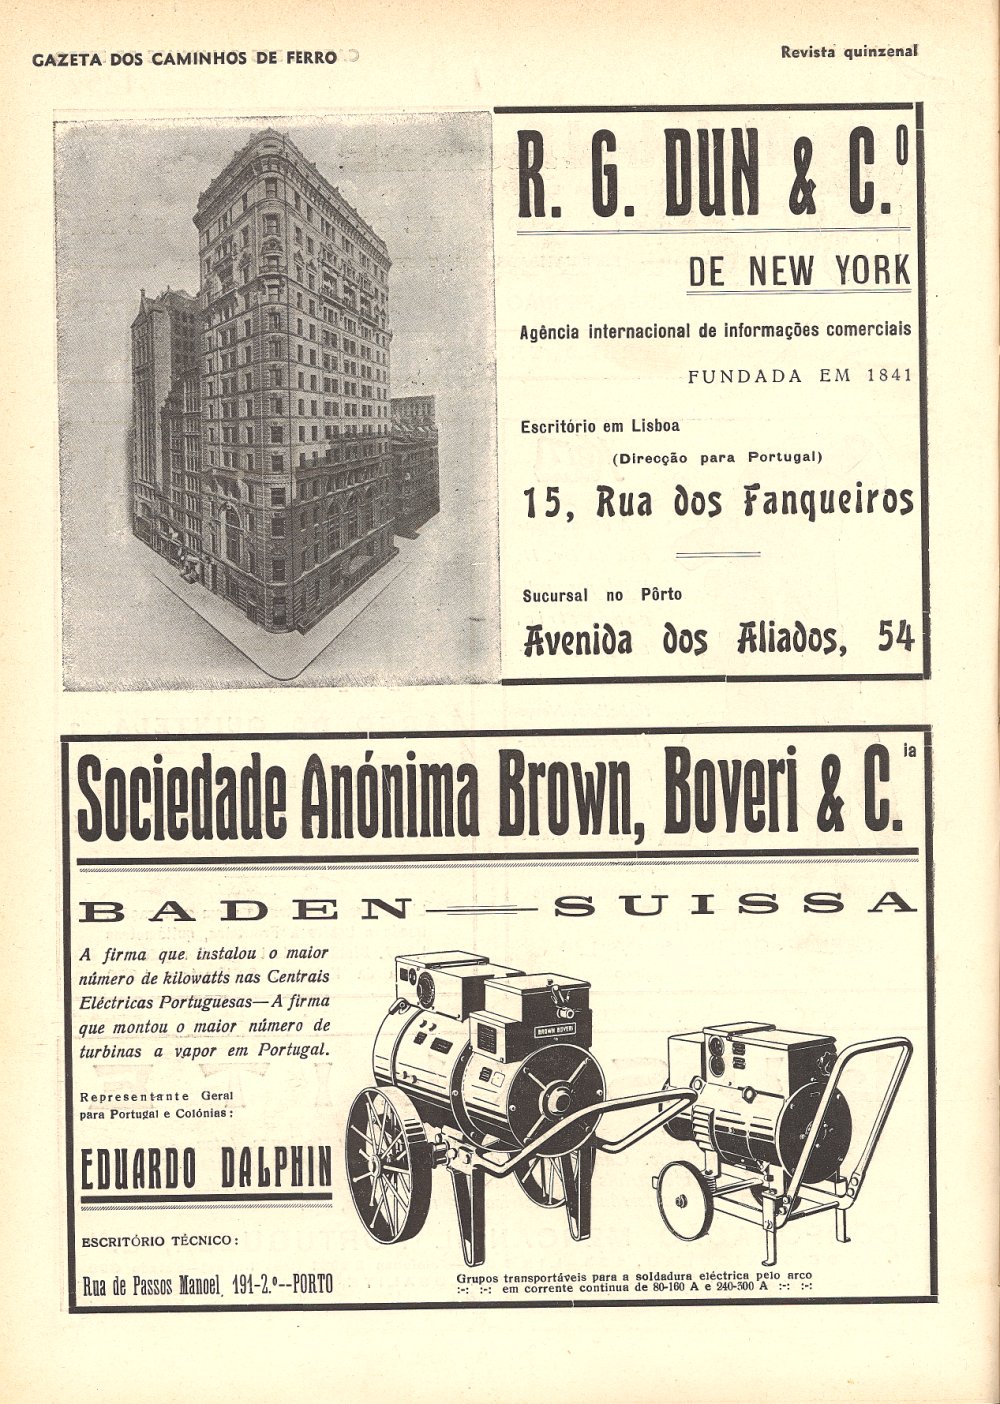 GAZETA DOS CAMINHOS DE FERRO
Revista quinzenal
R. G. DUN & C.º
DE NEW YORK
Agência internacional de informações comerciais
FUNDADA EM 1841
Escritório em Lisboa
(Direcção para Portugal)
15, Rua dos Fanqueiros
Sucursal no Pôrto
Avenida dos Aliados, 54
Sociedade Anónima Brown, Boveri & C.ia
BADEN — SUISSA
A firma que instalou o maior
número de kilowatts nas Centrais
Eléctricas Portuguesas—A firma
que montou o maior número de
turbinas a vapor em Portugal.
Representante Geral
para Portugal e Colónias:
EDUARDO DALPHIN
ESCRITÓRIO TÉCNICO:
Rua de Passos Manoel, 191-2.º--PORTO
BROWN BOVERI
Grupos transportáveis para a soldadura eléctrica pelo arco
:-: :-: em corrente continua de 80-160 A e 240-300 A :-: :-: